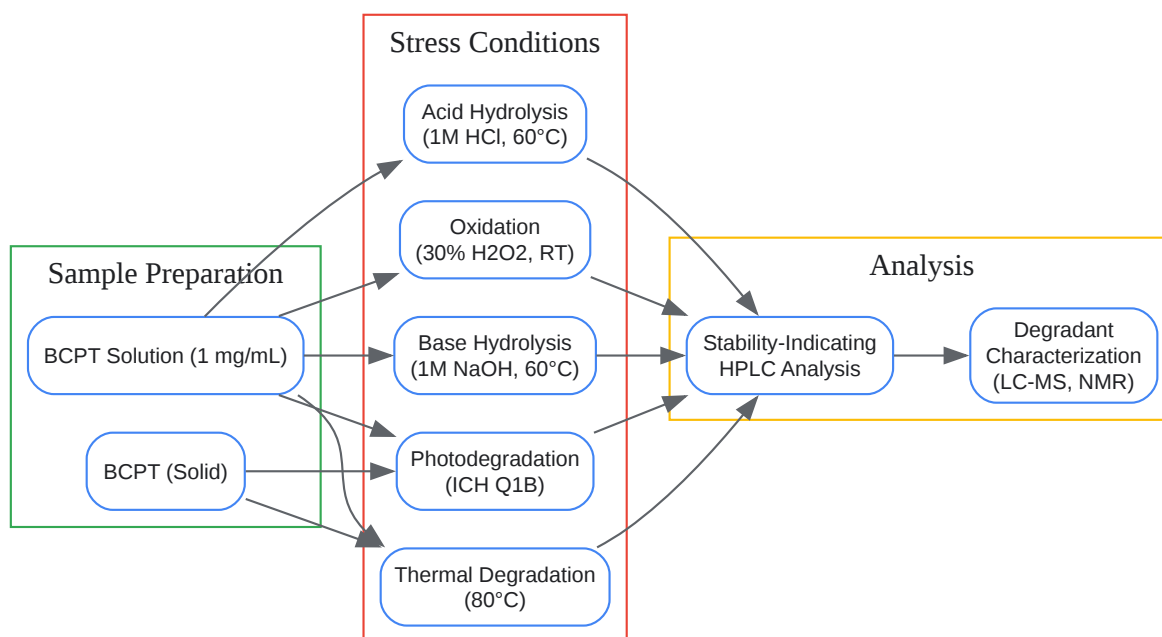 Stress Conditions
Acid Hydrolysis
(1M HCl, 60°C)
Oxidation
(30% H2O2, RT)
Sample Preparation
Analysis
BCPT Solution (1 mg/mL)
Base Hydrolysis
(1M NaOH, 60°C)
Stability-Indicating
HPLC Analysis
Degradant
Characterization
(LC-MS, NMR)
BCPT (Solid)
Photodegradation
(ICH Q1B)
Thermal Degradation
(80°C)